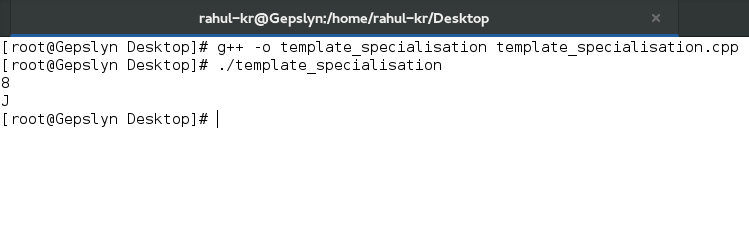 rahul-kr@Gepslyn:/home/rahul-kr/Desktop ×
[root@Gepslyn Desktop]# g++ -o template_specialisation template_specialisation.cpp
[root@Gepslyn Desktop]# ./template_specialisation
8
J
[root@Gepslyn Desktop]#